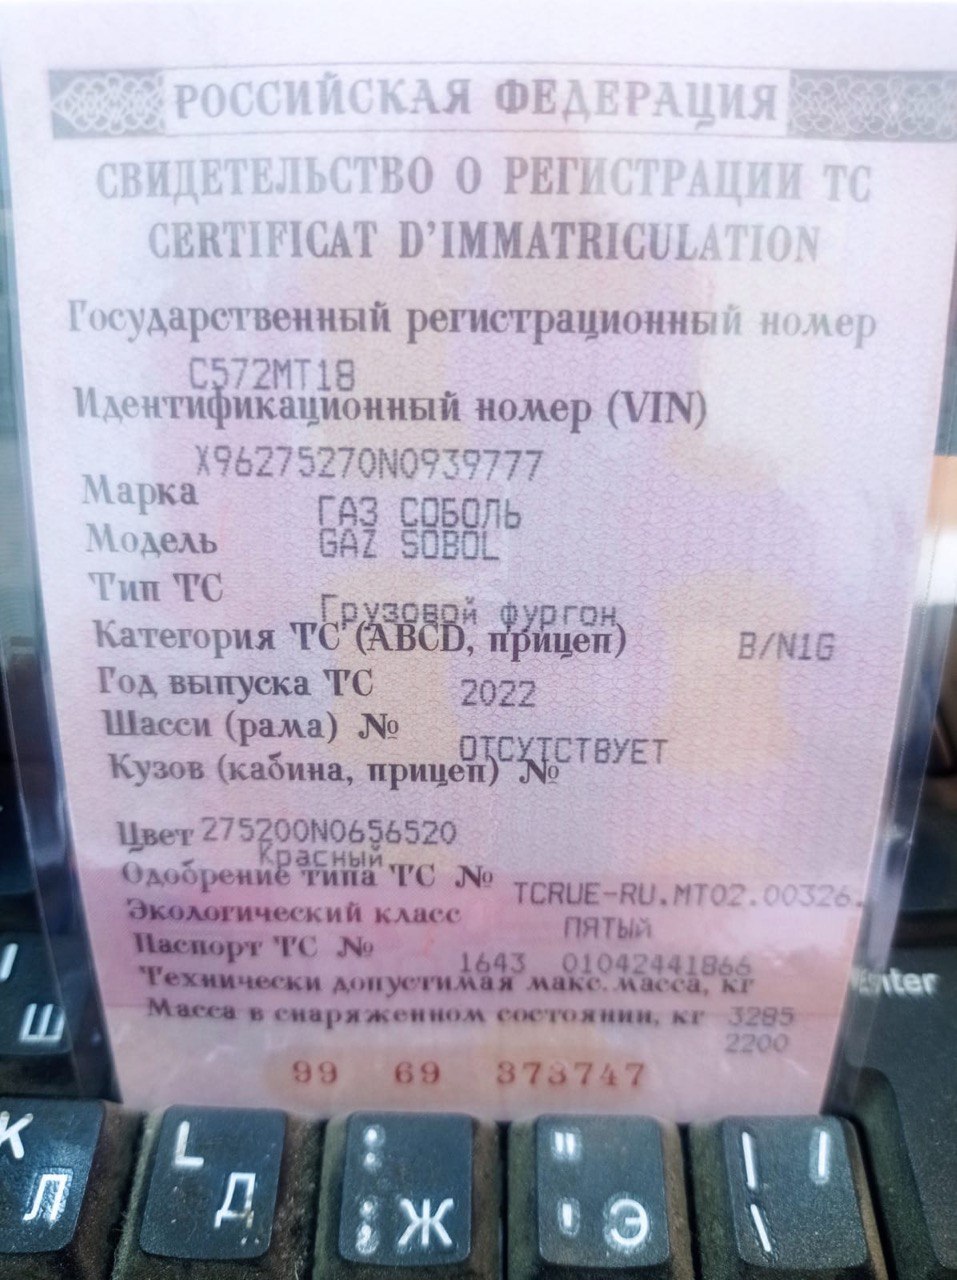 РОССИЙСКАЯ ФЕДЕРАЦИЯ
СВИДЕТЕЛЬСТВО О РЕГИСТРАЦИИ ТС
CERTIFICAT D'IMMATRICULATION
Государственный регистрационный номер
С572МТ18
Идентификационный номер (VIN)
X96275270N0939777
Марка ГАЗ СОБОЛЬ
Модель GAZ SOBOL
Тип ТС
Грузовой фургон
Категория ТС (ABCD, прицеп) B/N1G
Год выпуска ТС 2022
Шасси (рама) №
ОТСУТСТВУЕТ
Кузов (кабина, прицеп) №
275200N0656520
Цвет
Красный
Одобрение типа ТС №
TCRUE-RU.MT02.00326.
Экологический класс
ПЯТЫЙ
Паспорт ТС №
1643 01042441866
Технически допустимая макс. масса, кг
Масса в снаряженном состоянии, кг 3285
2200
99 69 373747
Enter
Ш
К Л
L Д
: ; Ж
" ' Э
| \ /